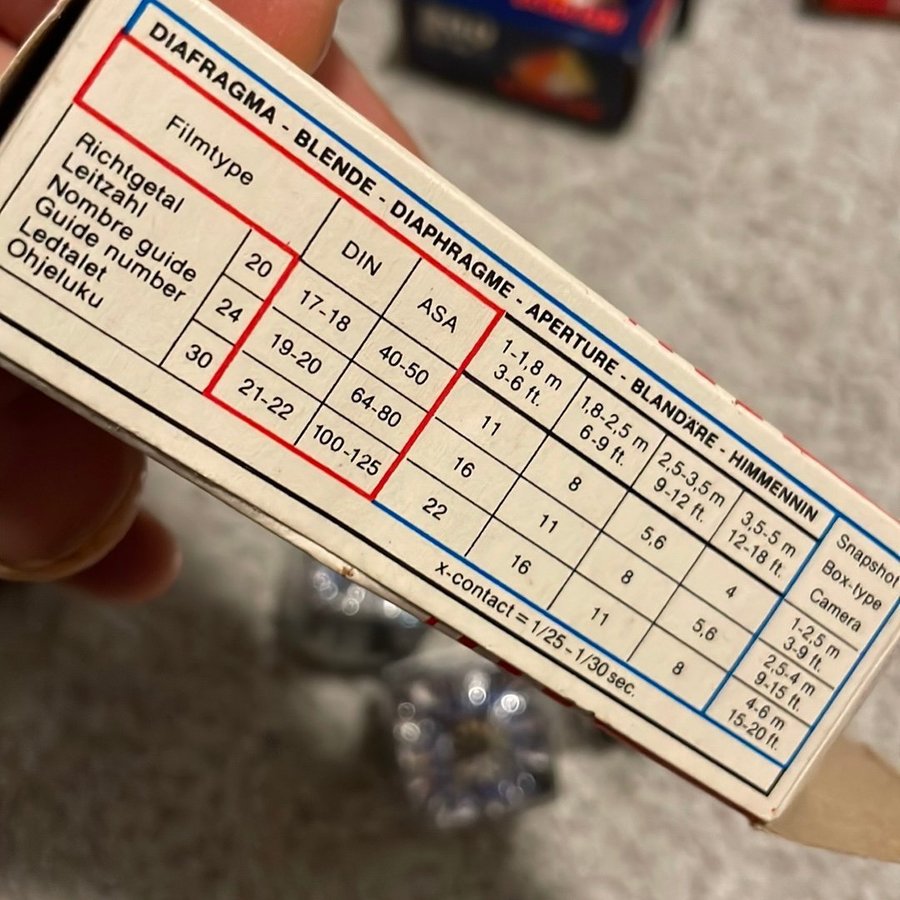 DIAFRAGMA - BLENDE - DIAPHRAGME - APERTURE - BLANDÄRE - HIMMENNIN
Filmtype
DIN
ASA
1-1,8 m
3-6 ft.
1,8-2,5 m
6-9 ft.
2,5-3,5 m
9-12 ft.
3,5-5 m
12-18 ft.
Snapshot
Box-type
Camera
Richtgetal
Leitzahl
Nombre guide
Guide number
Ledtalet
Ohjeluku
20
17-18
40-50
11
8
5,6
4
1-2,5 m
3-9 ft.
24
19-20
64-80
16
11
8
5,6
2,5-4 m
9-15 ft.
30
21-22
100-125
22
16
11
8
4-6 m
15-20 ft.
x-contact = 1/25 - 1/30 sec.